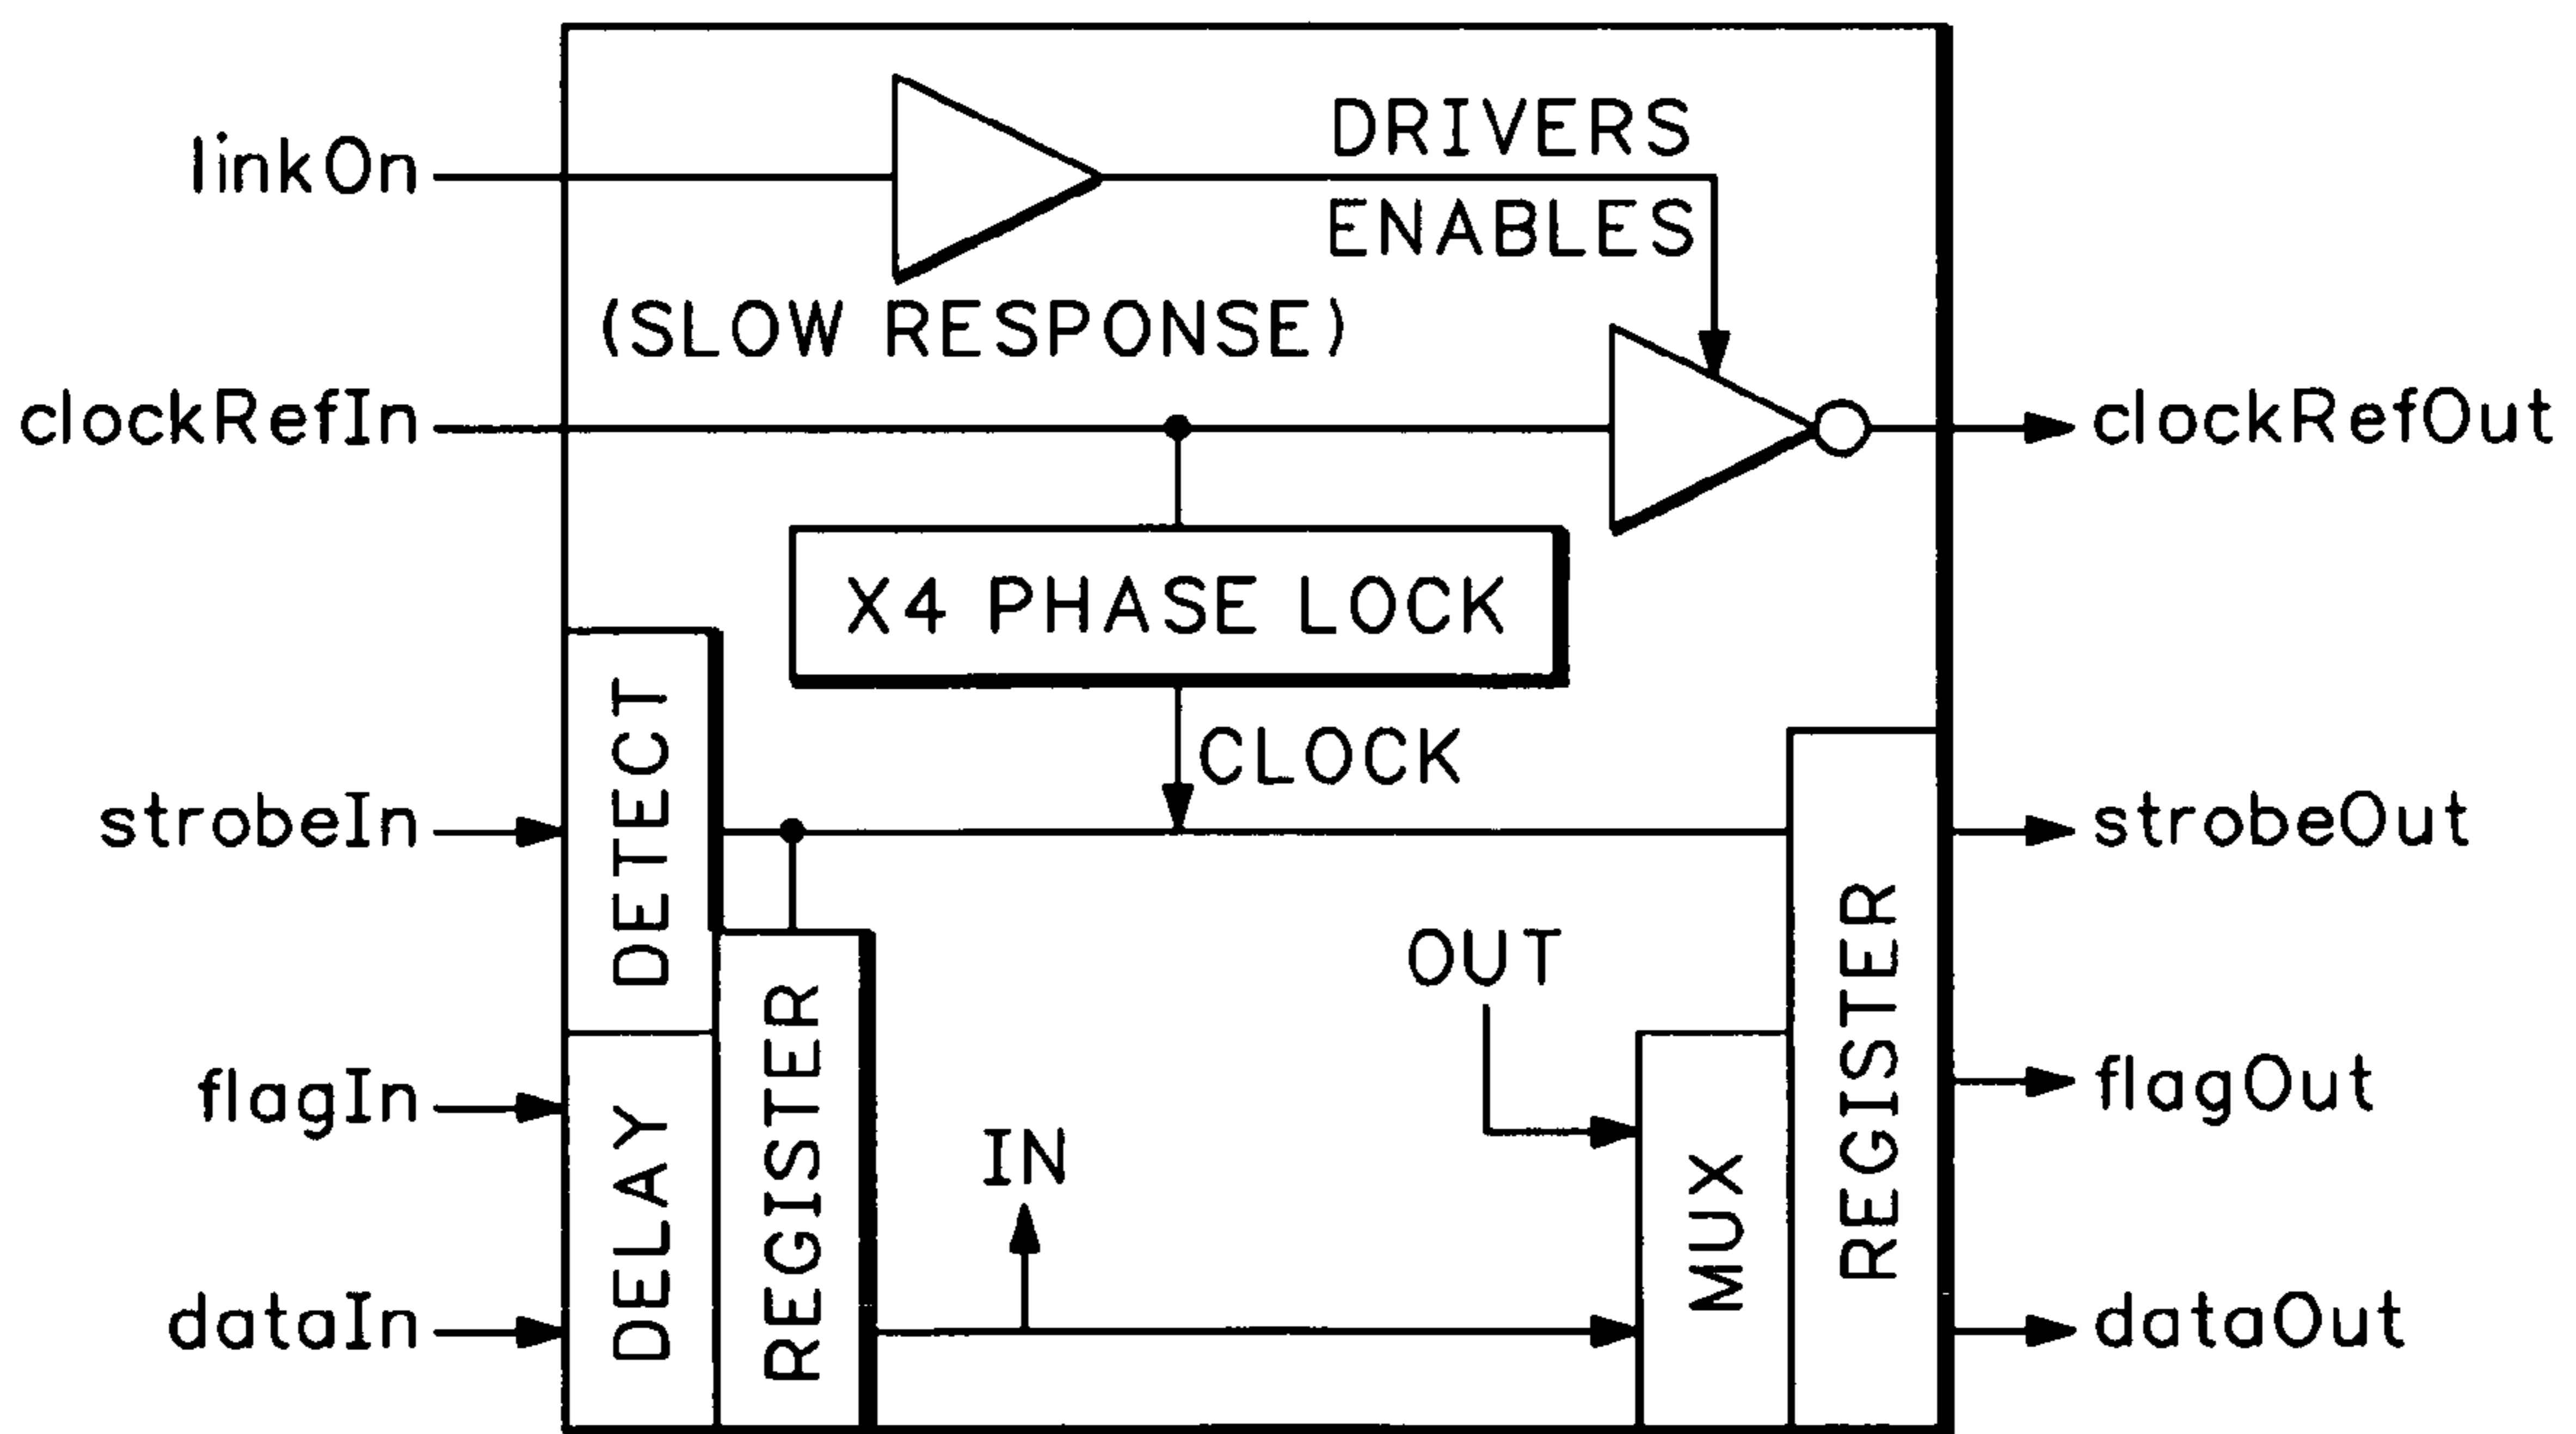 linkOn
DRIVERS
ENABLES
(SLOW RESPONSE)
clockRefIn
clockRefOut
X4 PHASE LOCK
CLOCK
DETECT
strobeIn
strobeOut
REGISTER
OUT
flagIn
flagOut
DELAY
REGISTER
IN
MUX
dataIn
dataOut